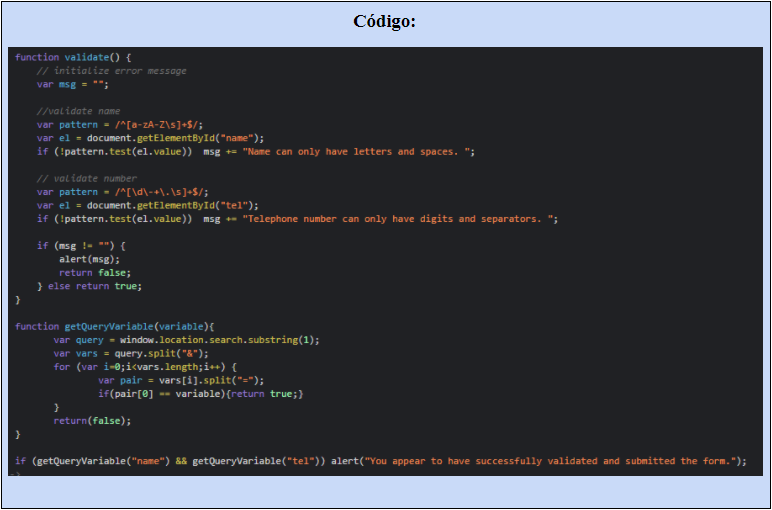 Código:
function validate() {
// initialize error message
var msg = "";
//validate name
var pattern = /^[a-zA-Z\s]+$/;
var el = document.getElementById("name");
if (!pattern.test(el.value))  msg += "Name can only have letters and spaces. ";
// validate number
var pattern = /^[\d\-+\.\s]+$/;
var el = document.getElementById("tel");
if (!pattern.test(el.value))  msg += "Telephone number can only have digits and separators. ";
if (msg != "") {
alert(msg);
return false;
} else return true;
}
function getQueryVariable(variable){
var query = window.location.search.substring(1);
var vars = query.split("&");
for (var i=0;i<vars.length;i++) {
var pair = vars[i].split("=");
if(pair[0] == variable){return true;}
}
return(false);
}
if (getQueryVariable("name") && getQueryVariable("tel")) alert("You appear to have successfully validated and submitted the form.");